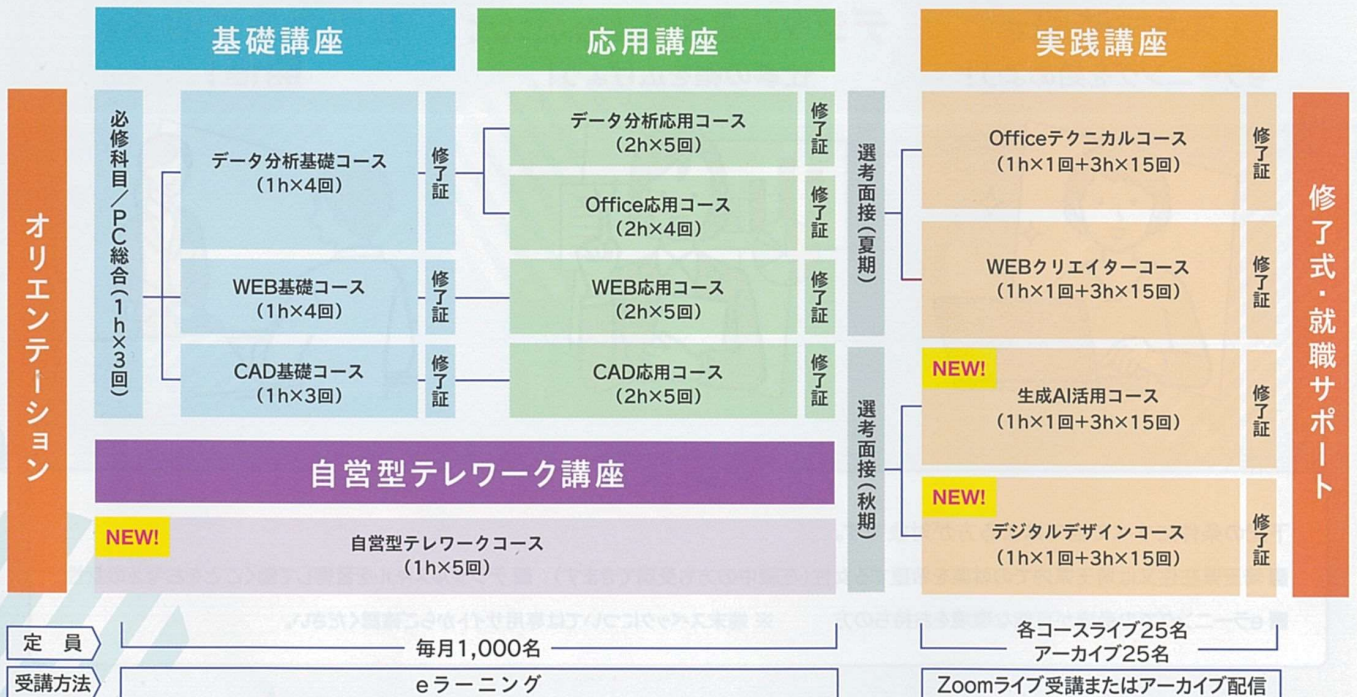 基礎講座
応用講座
実践講座
オリエンテーション
必修科目／PC総合(1h×3回)
データ分析基礎コース
(1h×4回)
修了証
WEB基礎コース
(1h×4回)
修了証
CAD基礎コース
(1h×3回)
修了証
データ分析応用コース
(2h×5回)
修了証
Office応用コース
(2h×4回)
修了証
WEB応用コース
(2h×5回)
修了証
CAD応用コース
(2h×5回)
修了証
自営型テレワーク講座
NEW!
自営型テレワークコース
(1h×5回)
選考面接(夏期)
選考面接(秋期)
Officeテクニカルコース
(1h×1回+3h×15回)
修了証
WEBクリエイターコース
(1h×1回+3h×15回)
修了証
NEW!
生成AI活用コース
(1h×1回+3h×15回)
修了証
NEW!
デジタルデザインコース
(1h×1回+3h×15回)
修了証
修了式・就職サポート
定員
毎月1,000名
各コースライブ25名
アーカイブ25名
受講方法
eラーニング
Zoomライブ受講またはアーカイブ配信